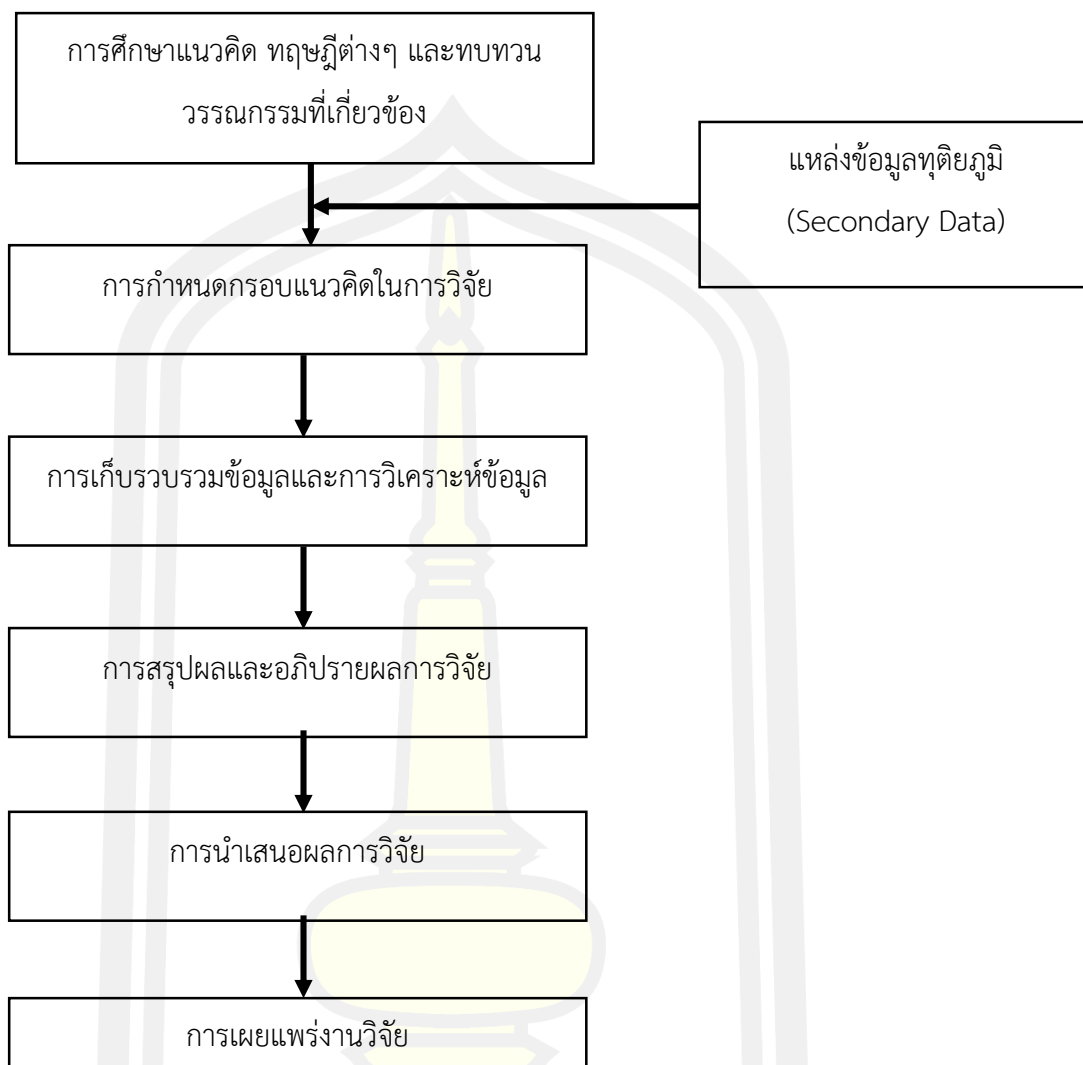 การศึกษาแนวคิด ทฤษฎีต่างๆ และทบทวน
วรรณกรรมที่เกี่ยวข้อง
แหล่งข้อมูลทุติยภูมิ
(Secondary Data)
การกำหนดกรอบแนวคิดในการวิจัย
การเก็บรวบรวมข้อมูลและการวิเคราะห์ข้อมูล
การสรุปผลและอภิปรายผลการวิจัย
การนำเสนอผลการวิจัย
การเผยแพร่งานวิจัย